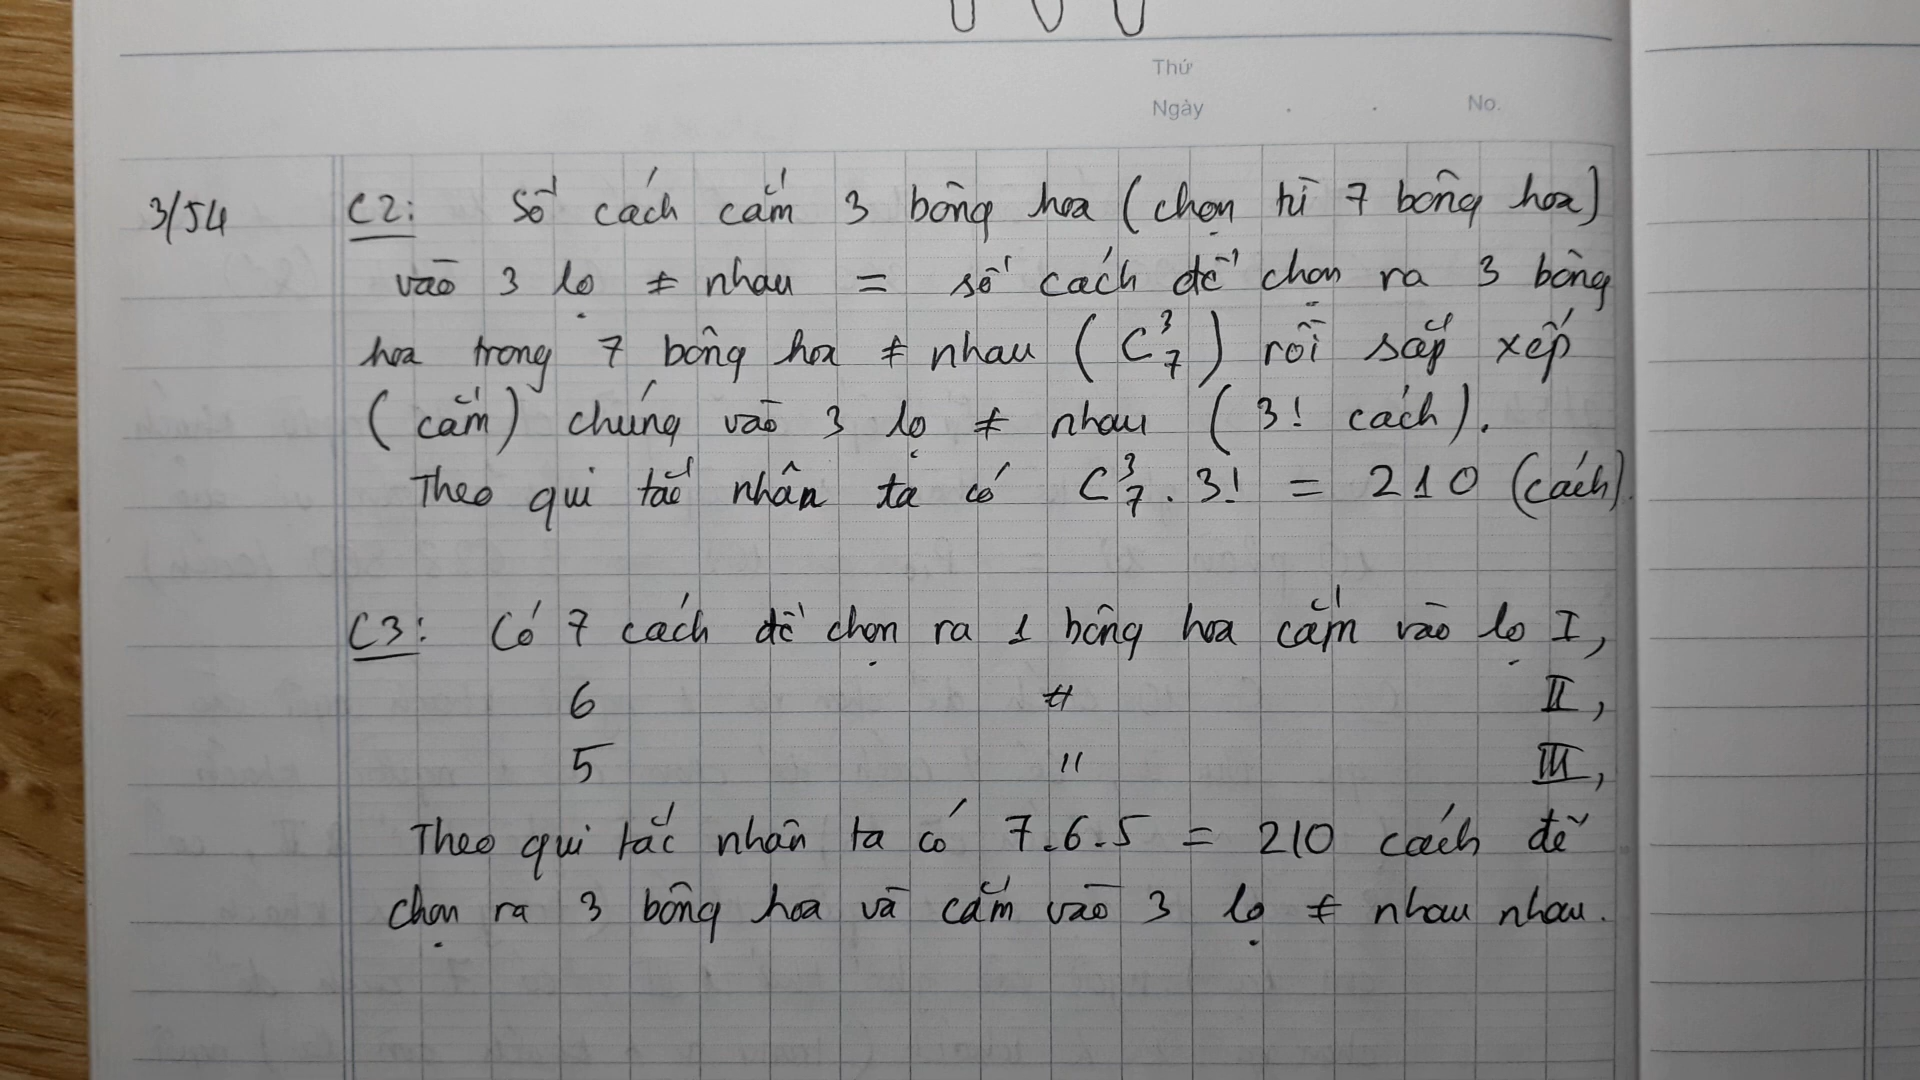 Thứ
Ngày . . No.
3/54 C2: Số cách cắm 3 bông hoa (chọn từ 7 bông hoa)
vào 3 lọ ≠ nhau = số cách để chọn ra 3 bông
hoa trong 7 bông hoa ≠ nhau (C³₇) rồi sắp xếp
(cắm) chúng vào 3 lọ ≠ nhau (3! cách).
Theo qui tắc nhân ta có C³₇ . 3! = 210 (cách).
C3: Có 7 cách để chọn ra 1 bông hoa cắm vào lọ I,
6 " II,
5 " III,
Theo qui tắc nhân ta có 7.6.5 = 210 cách để
chọn ra 3 bông hoa và cắm vào 3 lọ ≠ nhau nhau.